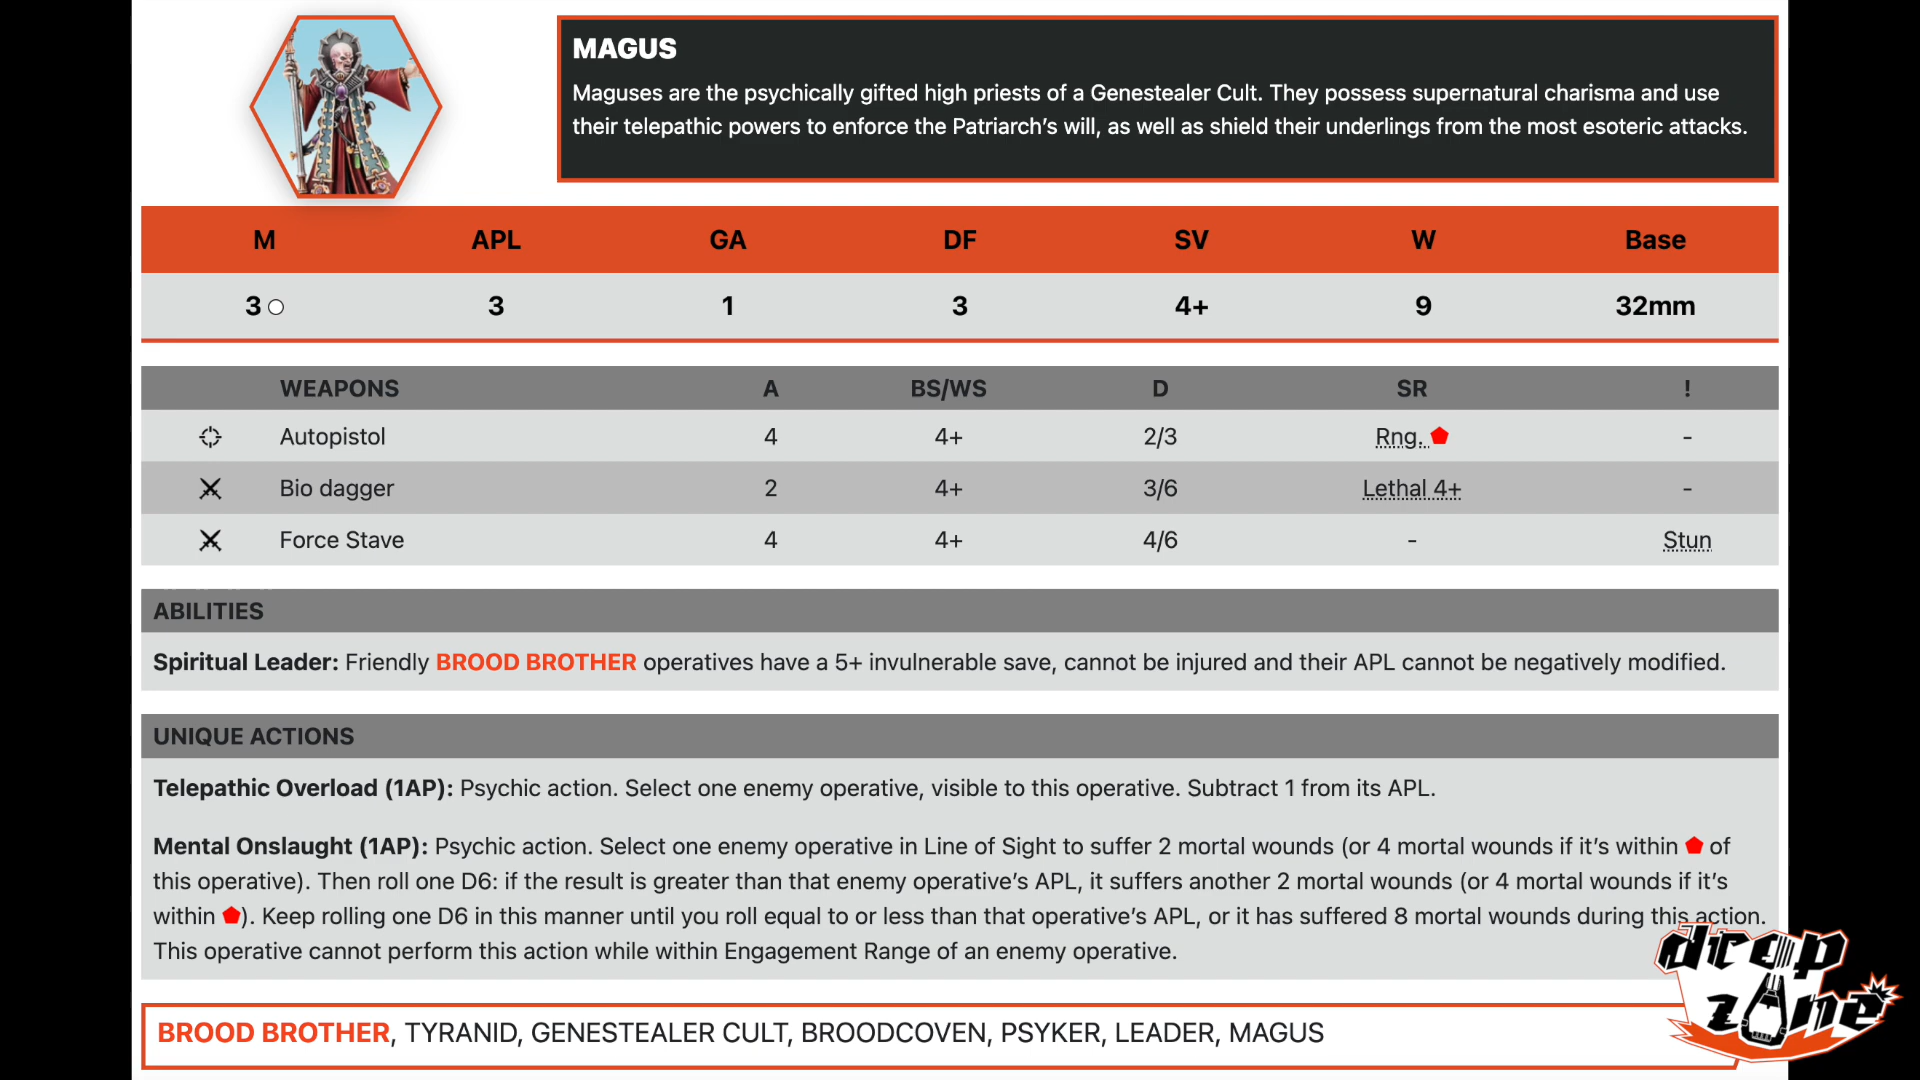 MAGUS
Maguses are the psychically gifted high priests of a Genestealer Cult. They possess supernatural charisma and use
their telepathic powers to enforce the Patriarch's will, as well as shield their underlings from the most esoteric attacks.
M APL GA DF SV W Base
3 3 1 3 4+ 9 32mm
WEAPONS A BS/WS D SR !
Autopistol 4 4+ 2/3 Rng. -
Bio dagger 2 4+ 3/6 Lethal 4+ -
Force Stave 4 4+ 4/6 - Stun
ABILITIES
Spiritual Leader: Friendly BROOD BROTHER operatives have a 5+ invulnerable save, cannot be injured and their APL cannot be negatively modified.
UNIQUE ACTIONS
Telepathic Overload (1AP): Psychic action. Select one enemy operative, visible to this operative. Subtract 1 from its APL.
Mental Onslaught (1AP): Psychic action. Select one enemy operative in Line of Sight to suffer 2 mortal wounds (or 4 mortal wounds if it's within of
this operative). Then roll one D6: if the result is greater than that enemy operative's APL, it suffers another 2 mortal wounds (or 4 mortal wounds if it's
within ). Keep rolling one D6 in this manner until you roll equal to or less than that operative's APL, or it has suffered 8 mortal wounds during this action.
This operative cannot perform this action while within Engagement Range of an enemy operative.
BROOD BROTHER, TYRANID, GENESTEALER CULT, BROODCOVEN, PSYKER, LEADER, MAGUS
drop
zone